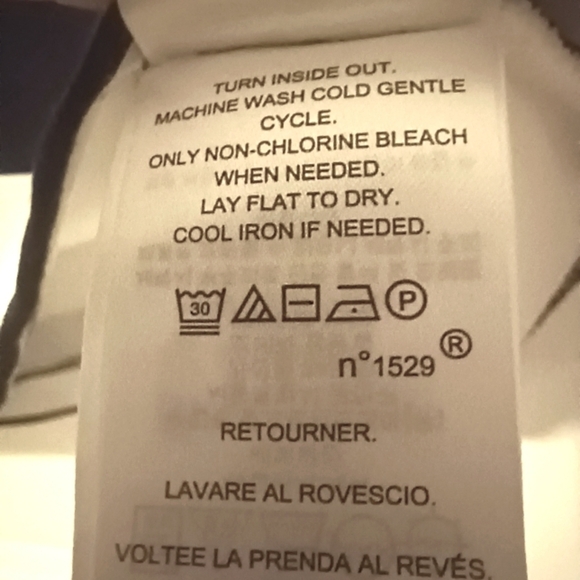 TURN INSIDE OUT.
MACHINE WASH COLD GENTLE
CYCLE.
ONLY NON-CHLORINE BLEACH
WHEN NEEDED.
LAY FLAT TO DRY.
COOL IRON IF NEEDED.
30 P
n°1529 ®
RETOURNER.
LAVARE AL ROVESCIO.
VOLTEE LA PRENDA AL REVÉS.